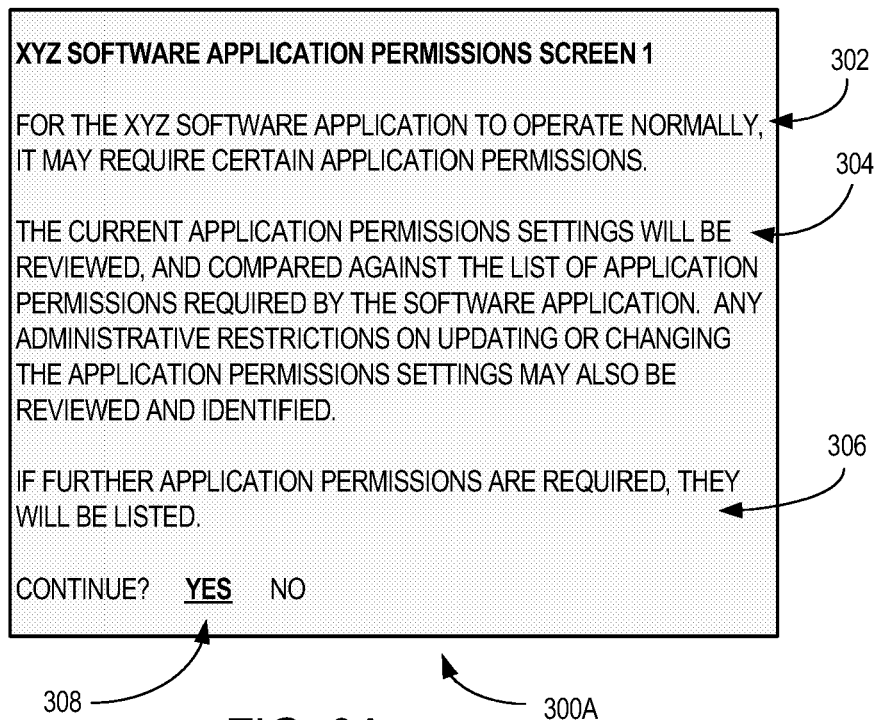 XYZ SOFTWARE APPLICATION PERMISSIONS SCREEN 1
302
FOR THE XYZ SOFTWARE APPLICATION TO OPERATE NORMALLY,
IT MAY REQUIRE CERTAIN APPLICATION PERMISSIONS.
304
THE CURRENT APPLICATION PERMISSIONS SETTINGS WILL BE
REVIEWED, AND COMPARED AGAINST THE LIST OF APPLICATION
PERMISSIONS REQUIRED BY THE SOFTWARE APPLICATION. ANY
ADMINISTRATIVE RESTRICTIONS ON UPDATING OR CHANGING
THE APPLICATION PERMISSIONS SETTINGS MAY ALSO BE
REVIEWED AND IDENTIFIED.
306
IF FURTHER APPLICATION PERMISSIONS ARE REQUIRED, THEY
WILL BE LISTED.
CONTINUE? YES NO
308
300A